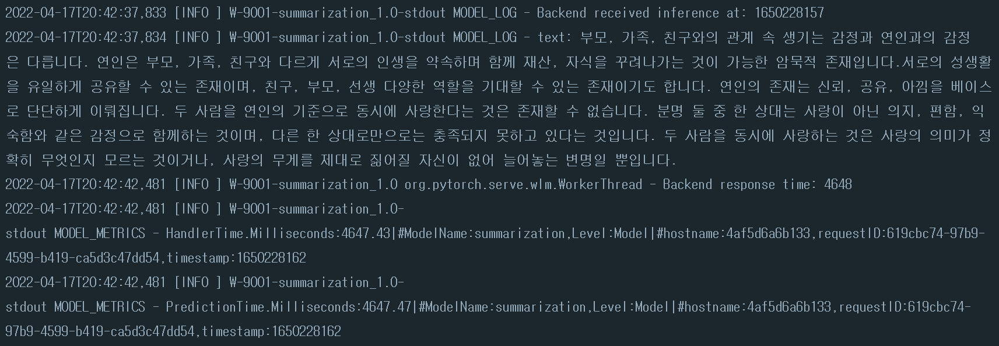 2022-04-17T20:42:37,833 [INFO ] W-9001-summarization_1.0-stdout MODEL_LOG - Backend received inference at: 1650228157
2022-04-17T20:42:37,834 [INFO ] W-9001-summarization_1.0-stdout MODEL_LOG - text: 부모, 가족, 친구와의 관계 속 생기는 감정과 연인과의 감정
은 다릅니다. 연인은 부모, 가족, 친구와 다르게 서로의 인생을 약속하며 함께 재산, 자식을 꾸려나가는 것이 가능한 암묵적 존재입니다.서로의 성생활
을 유일하게 공유할 수 있는 존재이며, 친구, 부모, 선생 다양한 역할을 기대할 수 있는 존재이기도 합니다. 연인의 존재는 신뢰, 공유, 아낌을 베이스
로 단단하게 이뤄집니다. 두 사람을 연인의 기준으로 동시에 사랑한다는 것은 존재할 수 없습니다. 분명 둘 중 한 상대는 사랑이 아닌 의지, 편함, 익
숙함와 같은 감정으로 함께하는 것이며, 다른 한 상대로만으로는 충족되지 못하고 있다는 것입니다. 두 사람을 동시에 사랑하는 것은 사랑의 의미가 정
확히 무엇인지 모르는 것이거나, 사랑의 무게를 제대로 짊어질 자신이 없어 늘어놓는 변명일 뿐입니다.
2022-04-17T20:42:42,481 [INFO ] W-9001-summarization_1.0 org.pytorch.serve.wlm.WorkerThread - Backend response time: 4648
2022-04-17T20:42:42,481 [INFO ] W-9001-summarization_1.0-
stdout MODEL_METRICS - HandlerTime.Milliseconds:4647.43|#ModelName:summarization,Level:Model|#hostname:4af5d6a6b133,requestID:619cbc74-97b9-
4599-b419-ca5d3c47dd54,timestamp:1650228162
2022-04-17T20:42:42,481 [INFO ] W-9001-summarization_1.0-
stdout MODEL_METRICS - PredictionTime.Milliseconds:4647.47|#ModelName:summarization,Level:Model|#hostname:4af5d6a6b133,requestID:619cbc74-
97b9-4599-b419-ca5d3c47dd54,timestamp:1650228162